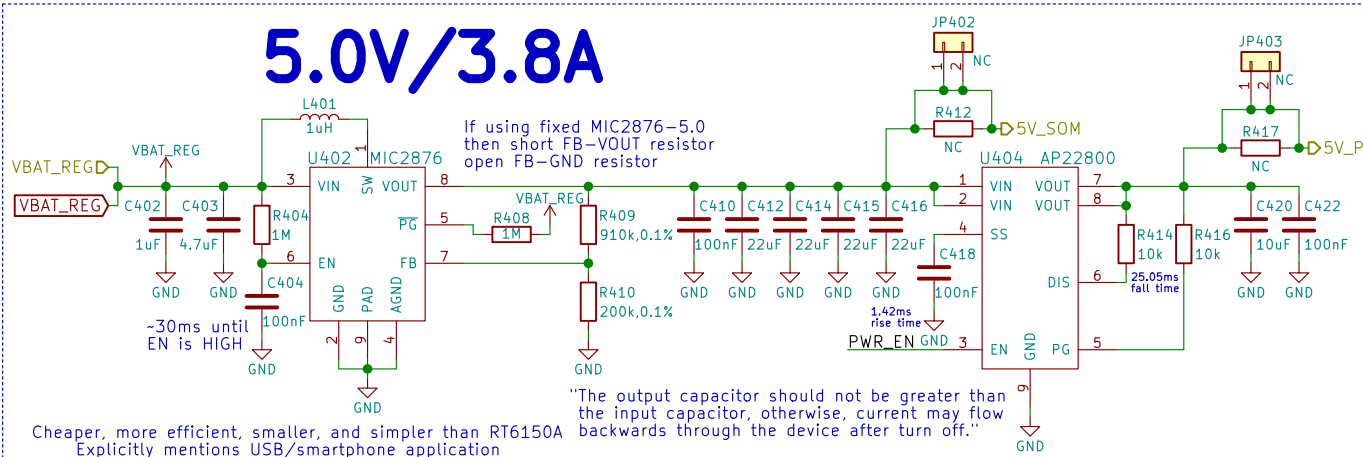 5.0V/3.8A
JP402
1
2
NC
JP403
1
2
NC
L401
1uH
If using fixed MIC2876-5.0
then short FB-VOUT resistor
open FB-GND resistor
R412
NC
5V_SOM
R417
NC
5V_P
VBAT_REG
VBAT_REG
VBAT_REG
U402 MIC2876
1
SW
3 VIN
VOUT 8
PG 5
FB 7
6 EN
GND
PAD
AGND
2
9
4
GND
C402
1uF
GND
C403
4.7uF
GND
R404
1M
C404
100nF
GND
~30ms until
EN is HIGH
R408
1M
VBAT_REG
R409
910k,0.1%
R410
200k,0.1%
GND
C410
100nF
GND
C412
22uF
GND
C414
22uF
GND
C415
22uF
GND
C416
22uF
GND
C418
100nF
GND
1.42ms
rise time
PWR_EN
U404 AP22800
1 VIN
2 VIN
4 SS
3 EN
VOUT 7
VOUT 8
DIS 6
PG 5
GND
9
GND
R414
10k
25.05ms
fall time
R416
10k
C420
10uF
GND
C422
100nF
GND
"The output capacitor should not be greater than
the input capacitor, otherwise, current may flow
backwards through the device after turn off."
Cheaper, more efficient, smaller, and simpler than RT6150A
Explicitly mentions USB/smartphone application